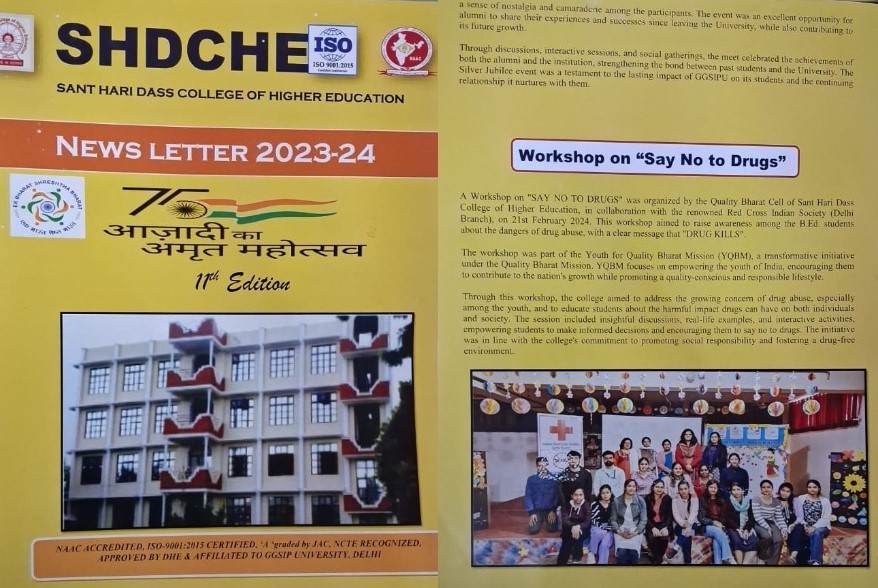 SHDCHE
ISO
ISO 9001:2015
NAAC
SANT HARI DASS COLLEGE OF HIGHER EDUCATION
NEWS LETTER 2023-24
EK BHARAT SHRESHTHA BHARAT
75
आज़ादी का
अमृत महोत्सव
11th Edition
NAAC ACCREDITED, ISO-9001:2015 CERTIFIED, 'A 'graded by JAC, NCTE RECOGNIZED,
APPROVED BY DHE & AFFILIATED TO GGSIP UNIVERSITY, DELHI
a sense of nostalgia and camaraderie among the participants. The event was an excellent opportunity for
alumni to share their experiences and successes since leaving the University, while also contributing to
its future growth.
Through discussions, interactive sessions, and social gatherings, the meet celebrated the achievements of
both the alumni and the institution, strengthening the bond between past students and the University. The
Silver Jubilee event was a testament to the lasting impact of GGSIPU on its students and the continuing
relationship it nurtures with them.
Workshop on “Say No to Drugs”
A Workshop on "SAY NO TO DRUGS" was organized by the Quality Bharat Cell of Sant Hari Dass
College of Higher Education, in collaboration with the renowned Red Cross Indian Society (Delhi
Branch), on 21st February 2024. This workshop aimed to raise awareness among the B.Ed. students
about the dangers of drug abuse, with a clear message that "DRUG KILLS".
The workshop was part of the Youth for Quality Bharat Mission (YQBM), a transformative initiative
under the Quality Bharat Mission. YQBM focuses on empowering the youth of India, encouraging them
to contribute to the nation's growth while promoting a quality-conscious and responsible lifestyle.
Through this workshop, the college aimed to address the growing concern of drug abuse, especially
among the youth, and to educate students about the harmful impact drugs can have on both individuals
and society. The session included insightful discussions, real-life examples, and interactive activities,
empowering students to make informed decisions and encouraging them to say no to drugs. The initiative
was in line with the college's commitment to promoting social responsibility and fostering a drug-free
environment.